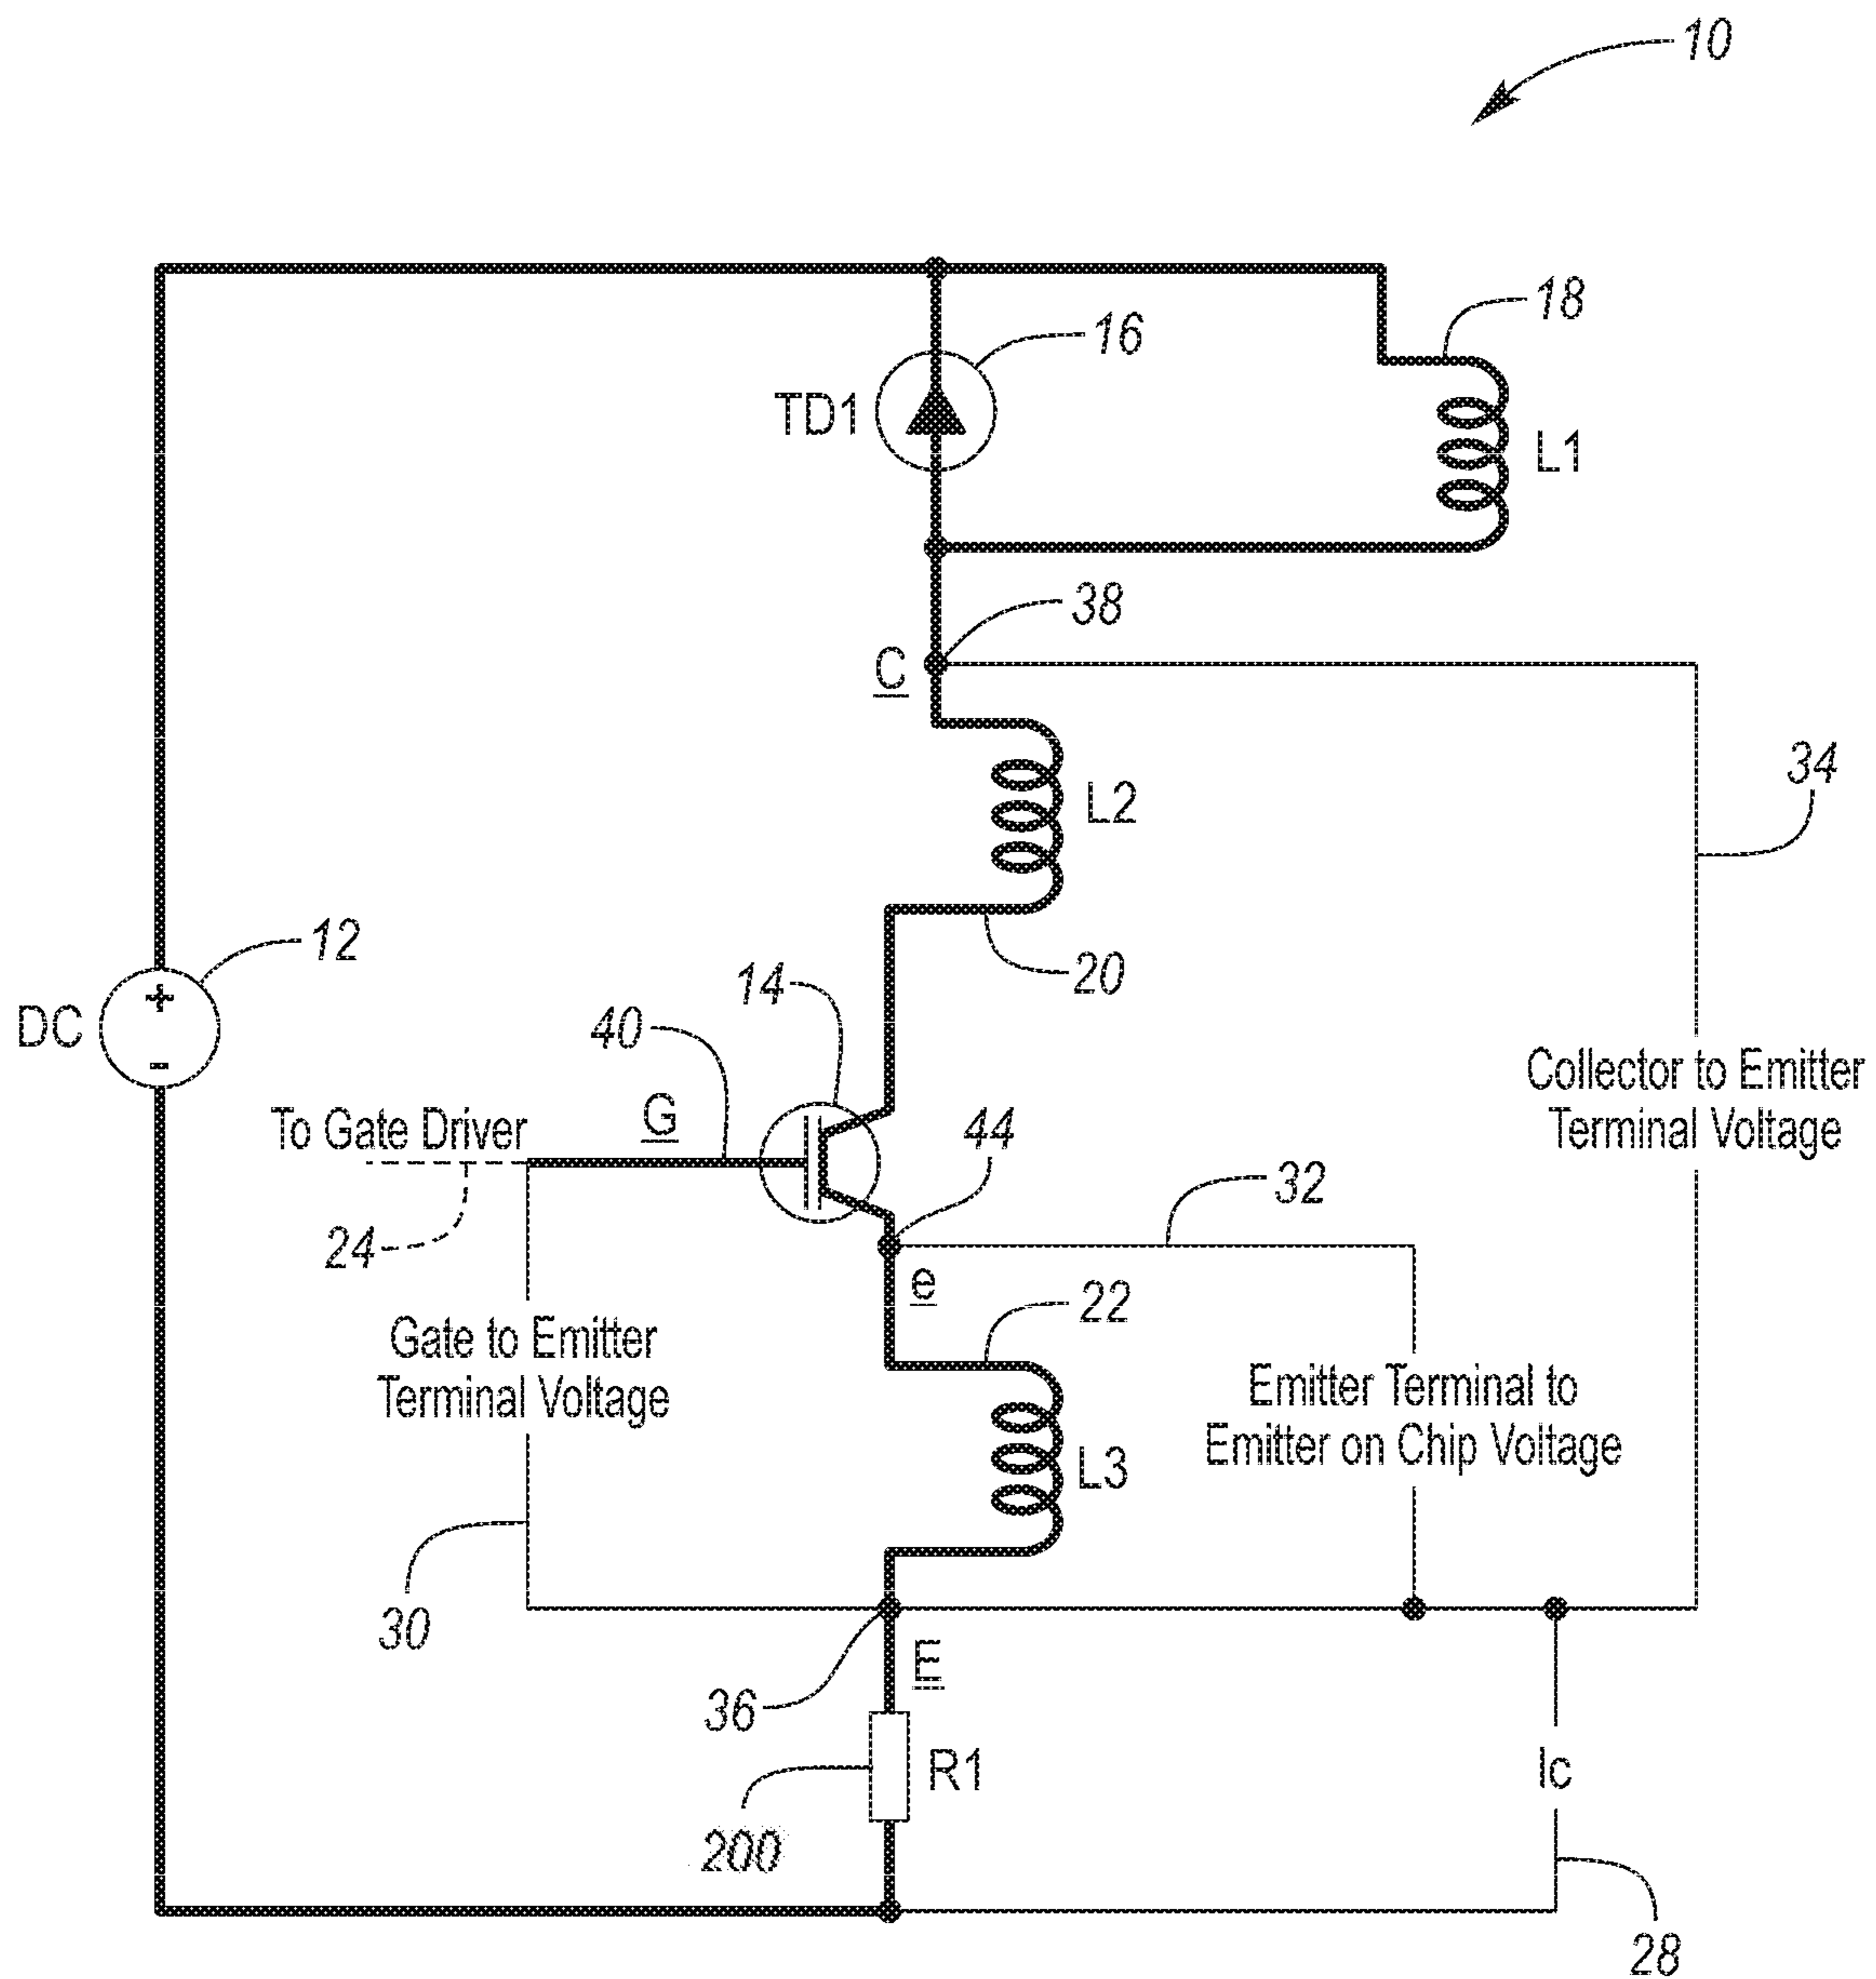 10
18
16
TD1
L1
38
C
34
L2
12
14
20
40
+
DC
-
Collector to Emitter
Terminal Voltage
G
To Gate Driver
44
32
24
e
22
Gate to Emitter
Terminal Voltage
Emitter Terminal to
Emitter on Chip Voltage
L3
30
E
36
R1
Ic
200
28